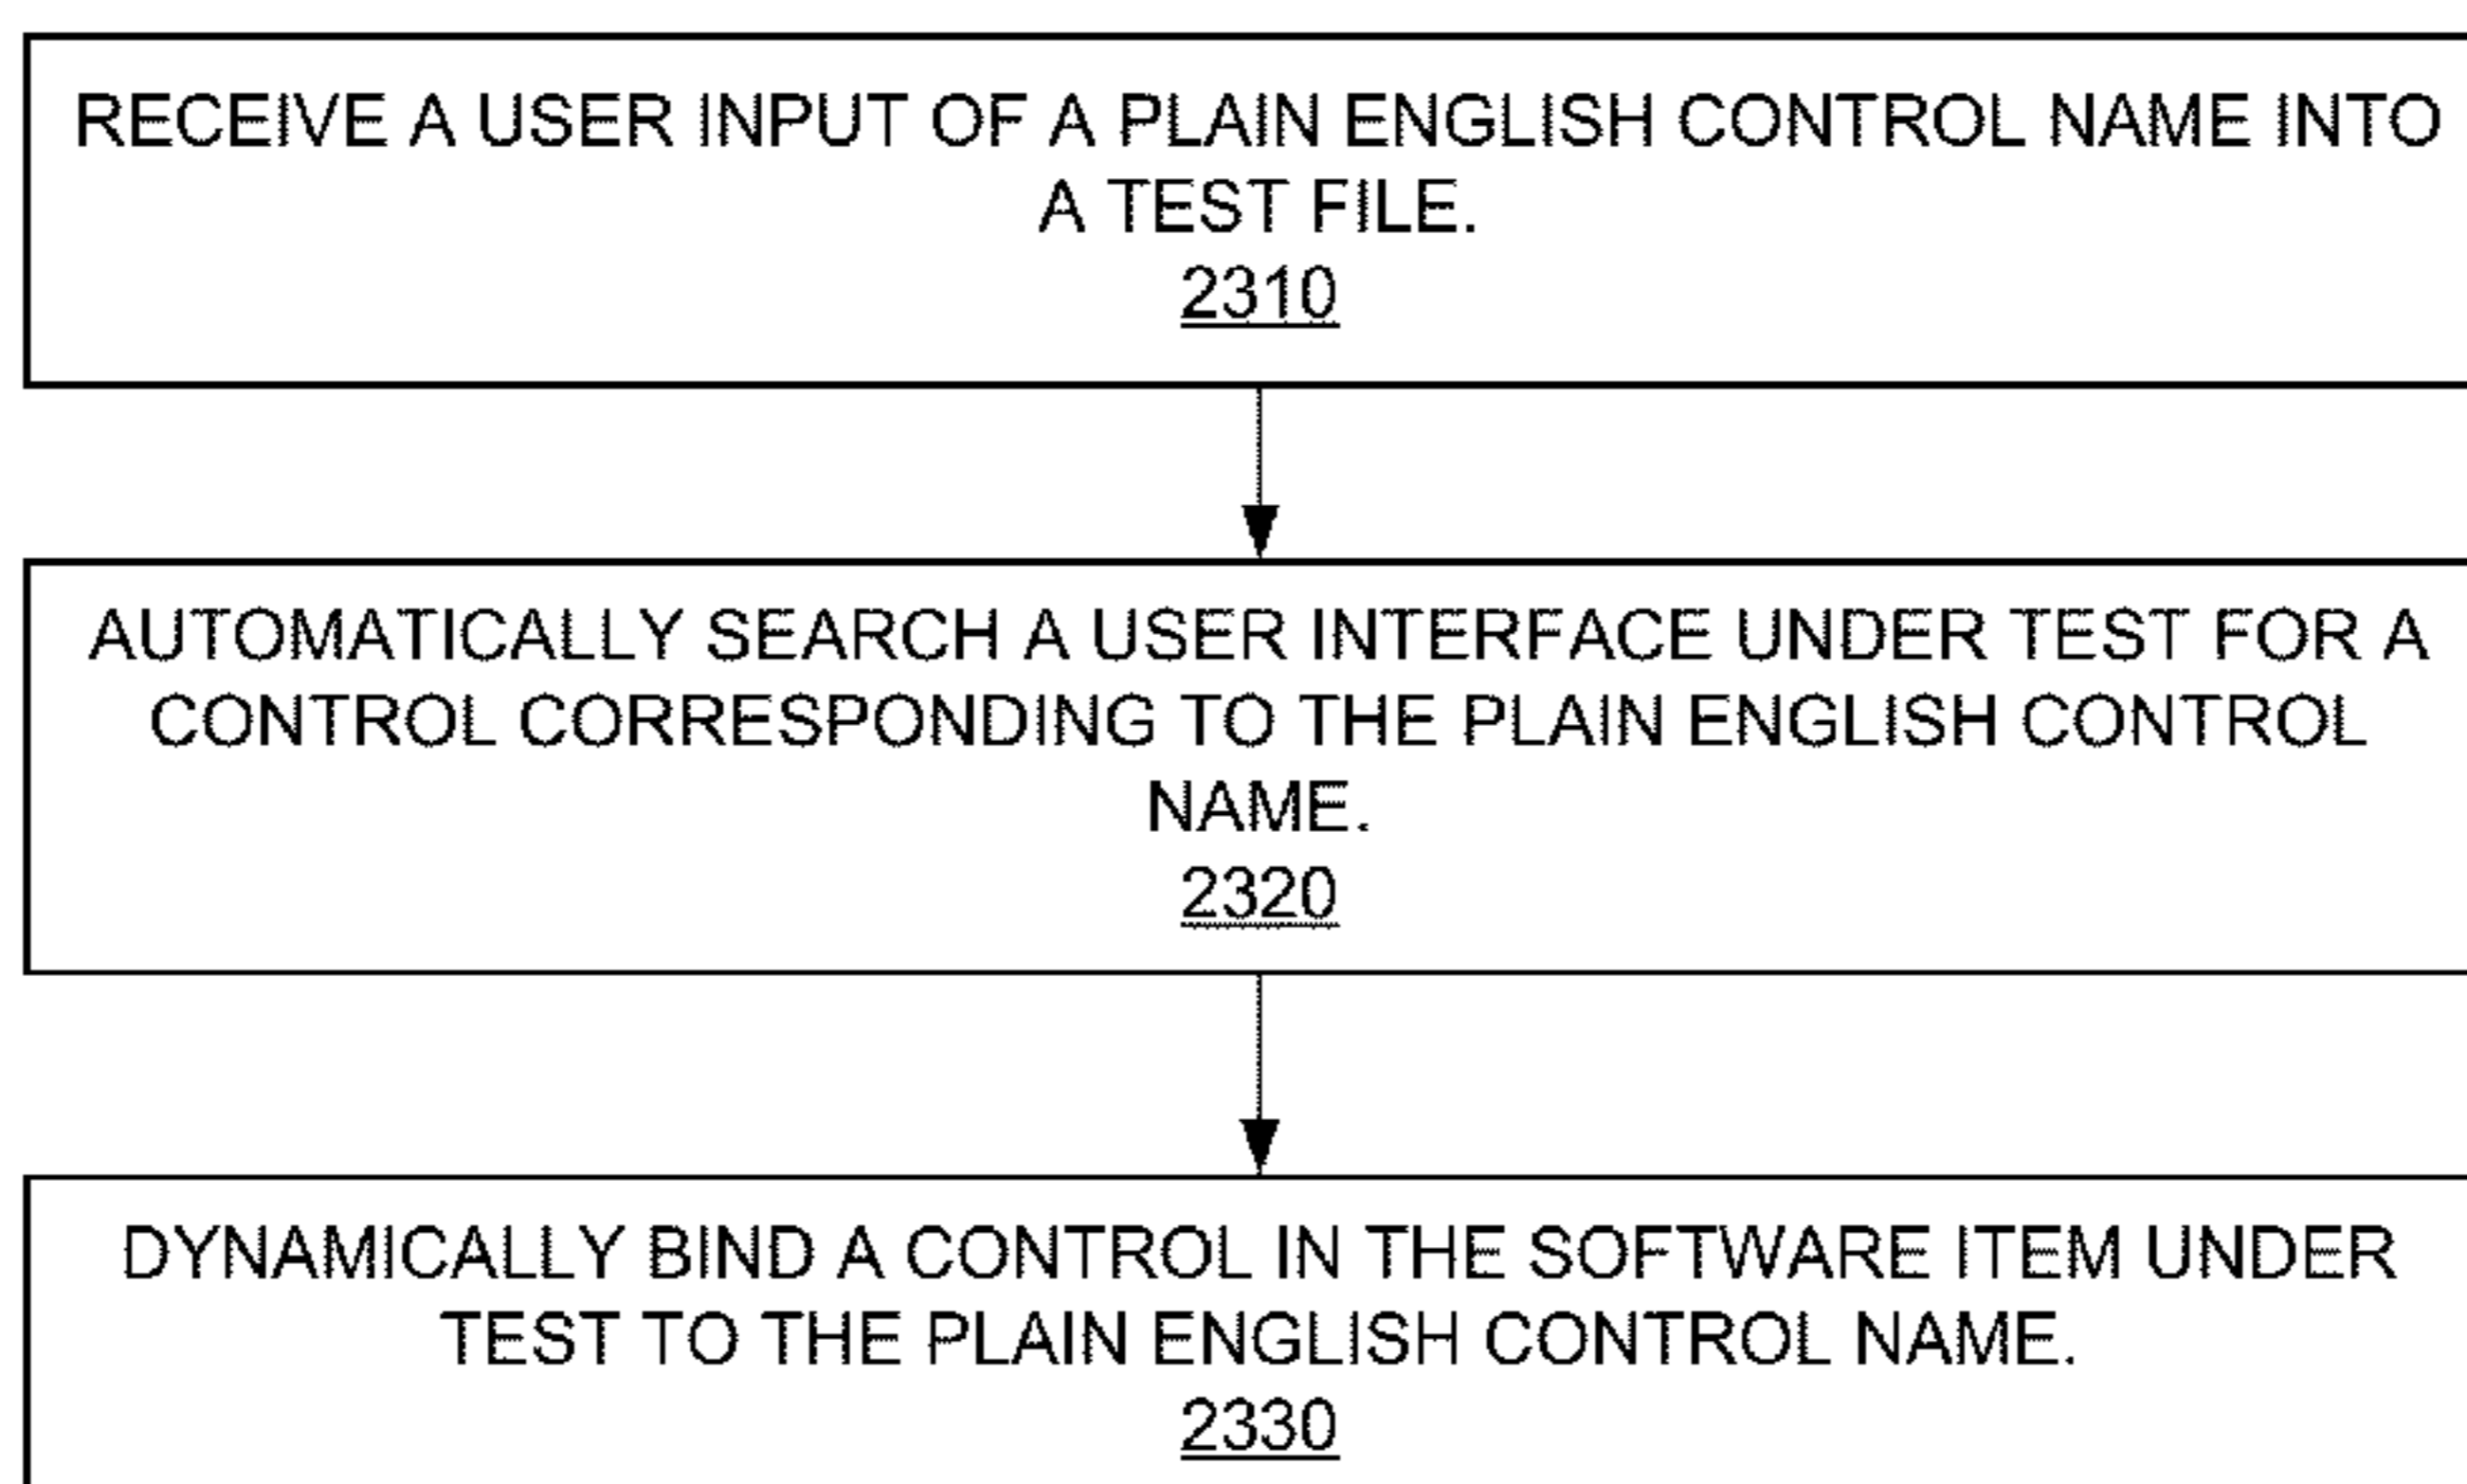 RECEIVE A USER INPUT OF A PLAIN ENGLISH CONTROL NAME INTO
A TEST FILE.
2310
AUTOMATICALLY SEARCH A USER INTERFACE UNDER TEST FOR A
CONTROL CORRESPONDING TO THE PLAIN ENGLISH CONTROL
NAME.
2320
DYNAMICALLY BIND A CONTROL IN THE SOFTWARE ITEM UNDER
TEST TO THE PLAIN ENGLISH CONTROL NAME.
2330